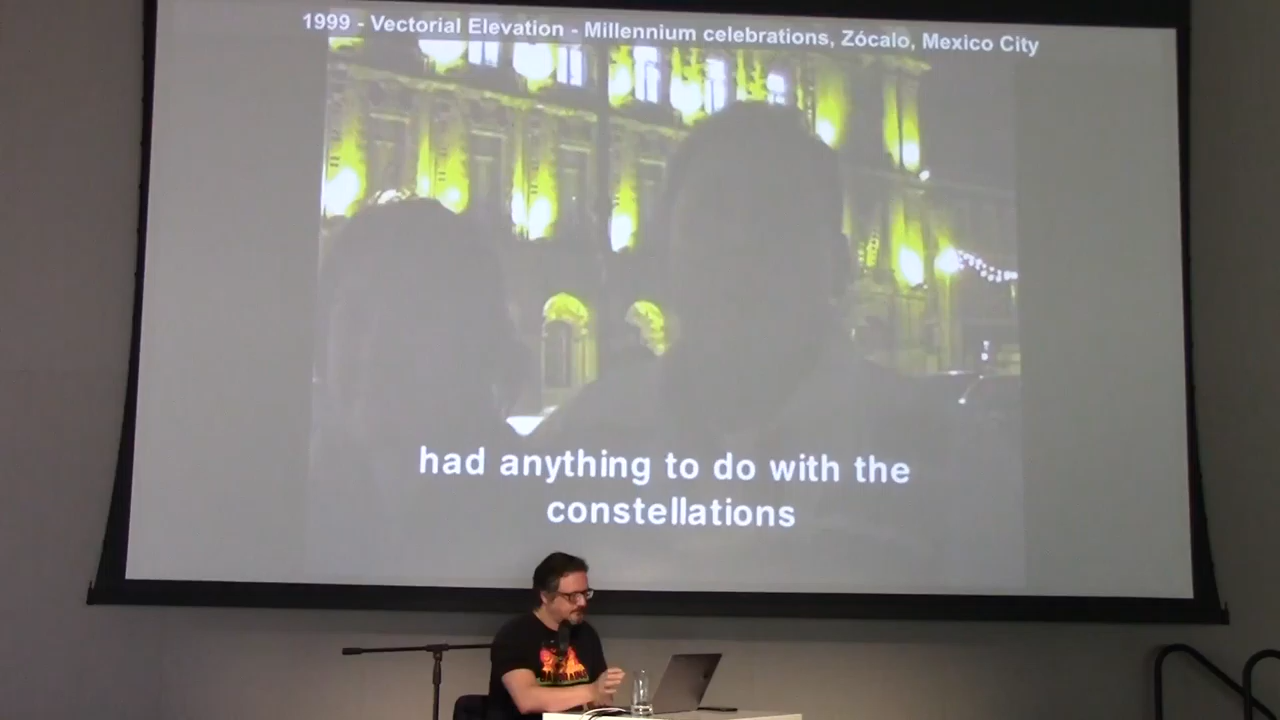 1999 - Vectorial Elevation - Millennium celebrations, Zócalo, Mexico City
had anything to do with the
constellations